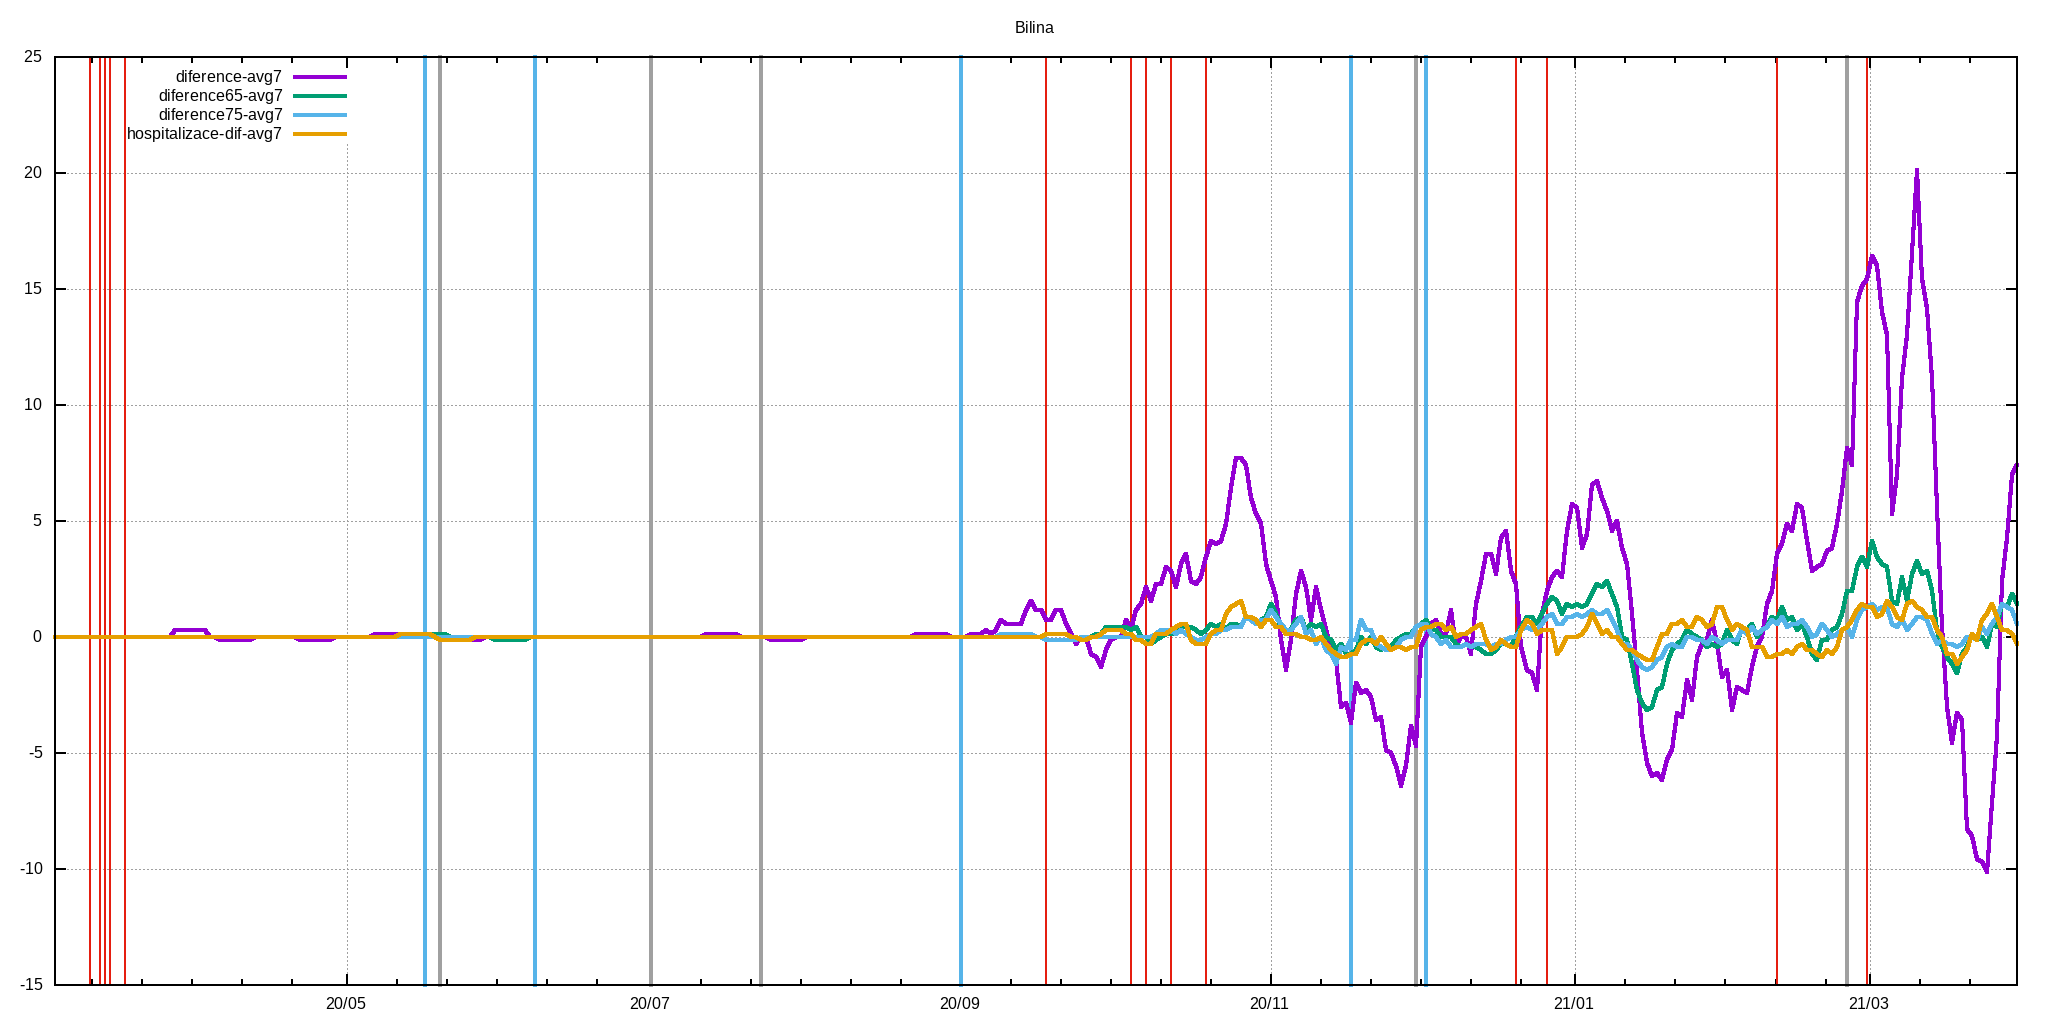 Bilina
25
diference-avg7
diference65-avg7
diference75-avg7
hospitalizace-dif-avg7
20
15
10
5
0
-5
-10
-15
20/05 20/07 20/09 20/11 21/01 21/03